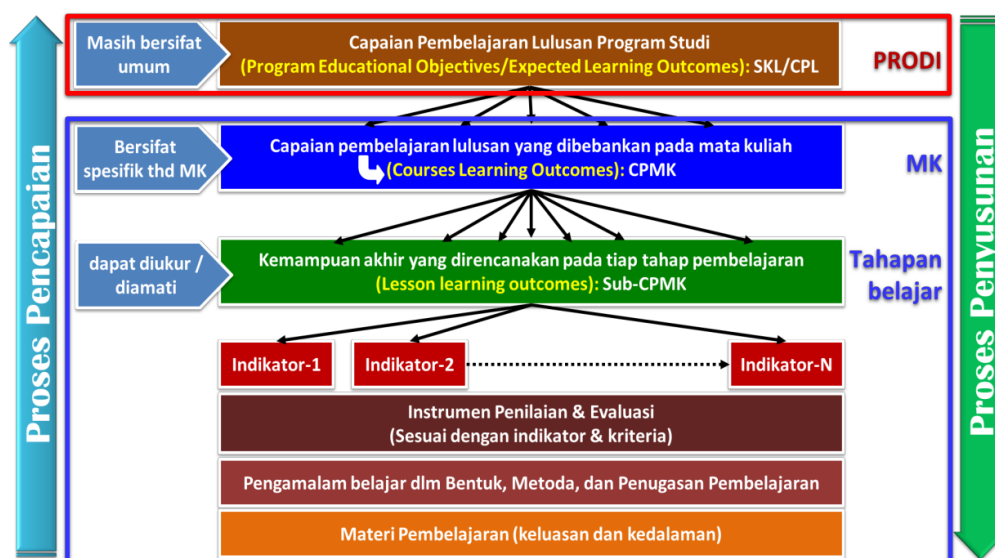 Proses Pencapaian
Masih bersifat
umum
Capaian Pembelajaran Lulusan Program Studi
(Program Educational Objectives/Expected Learning Outcomes): SKL/CPL
PRODI
Bersifat
spesifik thd MK
Capaian pembelajaran lulusan yang dibebankan pada mata kuliah
(Courses Learning Outcomes): CPMK
MK
dapat diukur /
diamati
Kemampuan akhir yang direncanakan pada tiap tahap pembelajaran
(Lesson learning outcomes): Sub-CPMK
Tahapan
belajar
Indikator-1
Indikator-2
Indikator-N
Instrumen Penilaian & Evaluasi
(Sesuai dengan indikator & kriteria)
Pengamalam belajar dlm Bentuk, Metoda, dan Penugasan Pembelajaran
Materi Pembelajaran (keluasan dan kedalaman)
Proses Penyusunan